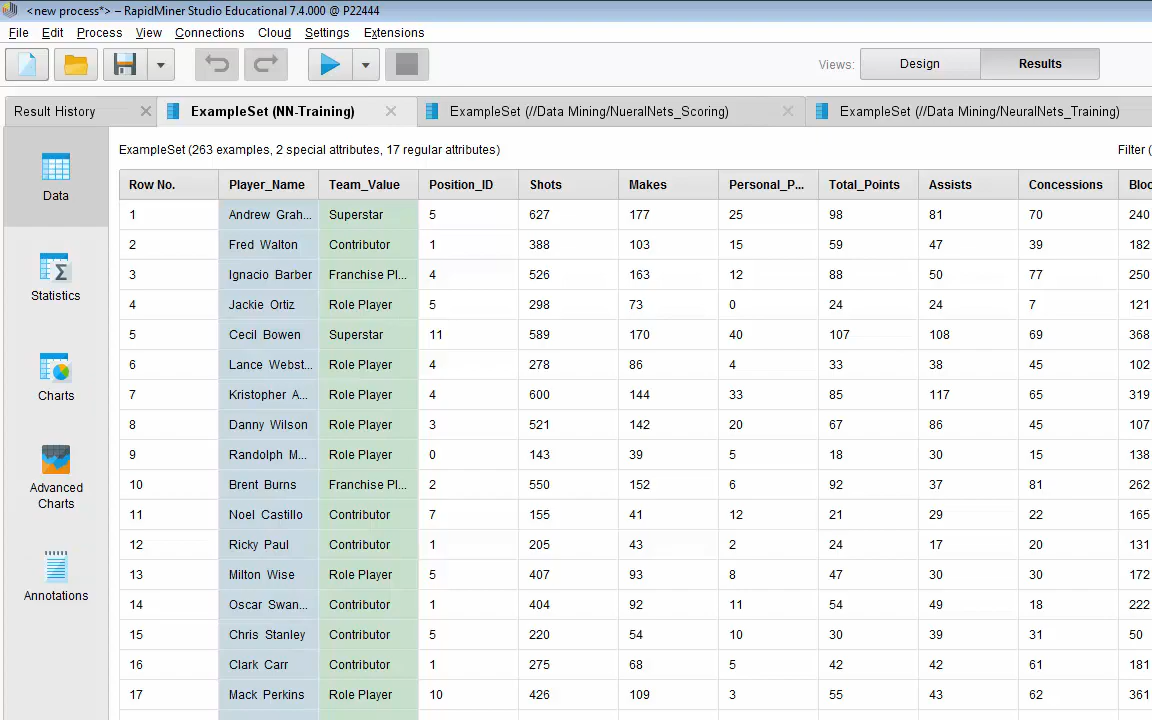 <new process*> – RapidMiner Studio Educational 7.4.000 @ P22444
File Edit Process View Connections Cloud Settings Extensions
Views: Design Results
Result History ExampleSet (NN-Training) ExampleSet (//Data Mining/NueralNets_Scoring) ExampleSet (//Data Mining/NeuralNets_Training)
Data
Statistics
Charts
Advanced
Charts
Annotations
ExampleSet (263 examples, 2 special attributes, 17 regular attributes) Filter (
Row No. Player_Name Team_Value Position_ID Shots Makes Personal_P... Total_Points Assists Concessions Bloc
1 Andrew Grah... Superstar 5 627 177 25 98 81 70 240
2 Fred Walton Contributor 1 388 103 15 59 47 39 182
3 Ignacio Barber Franchise Pl... 4 526 163 12 88 50 77 250
4 Jackie Ortiz Role Player 5 298 73 0 24 24 7 121
5 Cecil Bowen Superstar 11 589 170 40 107 108 69 368
6 Lance Webst... Role Player 4 278 86 4 33 38 45 102
7 Kristopher A... Role Player 4 600 144 33 85 117 65 319
8 Danny Wilson Role Player 3 521 142 20 67 86 45 107
9 Randolph M... Role Player 0 143 39 5 18 30 15 138
10 Brent Burns Franchise Pl... 2 550 152 6 92 37 81 262
11 Noel Castillo Contributor 7 155 41 12 21 29 22 165
12 Ricky Paul Contributor 1 205 43 2 24 17 20 131
13 Milton Wise Role Player 5 407 93 8 47 30 30 172
14 Oscar Swan... Contributor 1 404 92 11 54 49 18 222
15 Chris Stanley Contributor 5 220 54 10 30 39 31 50
16 Clark Carr Contributor 1 275 68 5 42 42 61 181
17 Mack Perkins Role Player 10 426 109 3 55 43 62 361